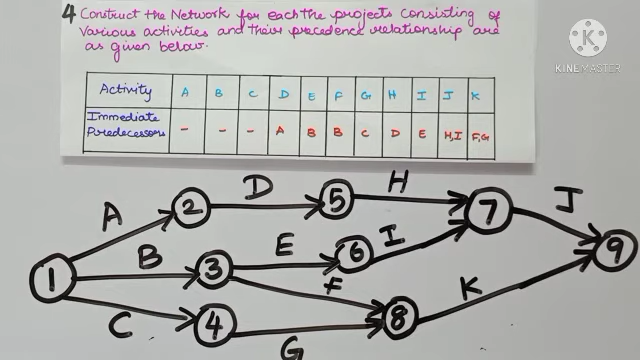 4 Construct the Network for each the projects consisting of
various activities and their precedence relationship are
as given below.
KINEMASTER
Activity A B C D E F G H I J K
Immediate
Predecessors - - - A B B C D E H,I F,G
A D H J
2 5 7
B E I
1 3 6 9
F K
C 4 8
G